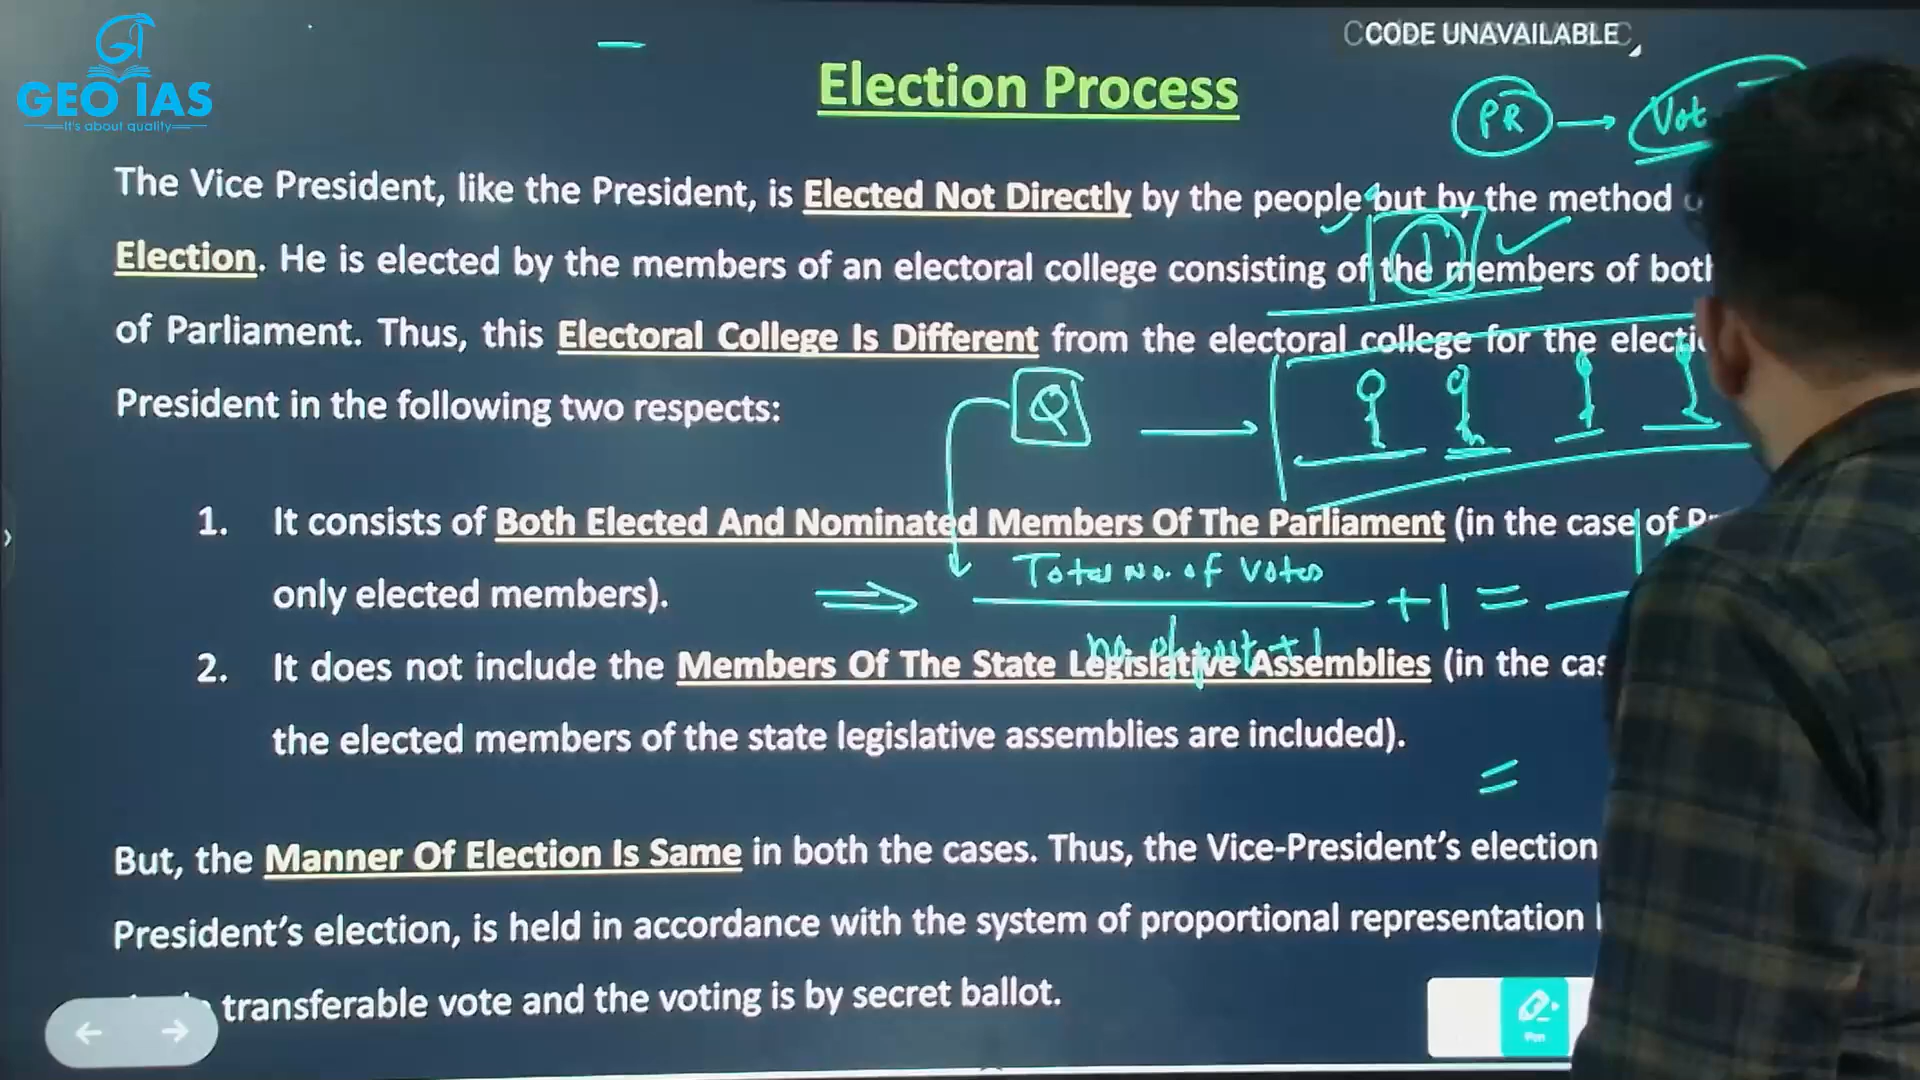 GEO IAS
It's about quality
CODE UNAVAILABLE
Election Process
PR → Vot
The Vice President, like the President, is Elected Not Directly by the people but by the method
Election. He is elected by the members of an electoral college consisting of the members of both
of Parliament. Thus, this Electoral College Is Different from the electoral college for the
President in the following two respects:
Q
1. It consists of Both Elected And Nominated Members Of The Parliament (in the case of
only elected members).
Total No. of Votes
+1 =
no. of post + 1
2. It does not include the Members Of The State Legislative Assemblies (in the
the elected members of the state legislative assemblies are included).
=
But, the Manner Of Election Is Same in both the cases. Thus, the Vice-President's election
President's election, is held in accordance with the system of proportional representation
transferable vote and the voting is by secret ballot.
Pen